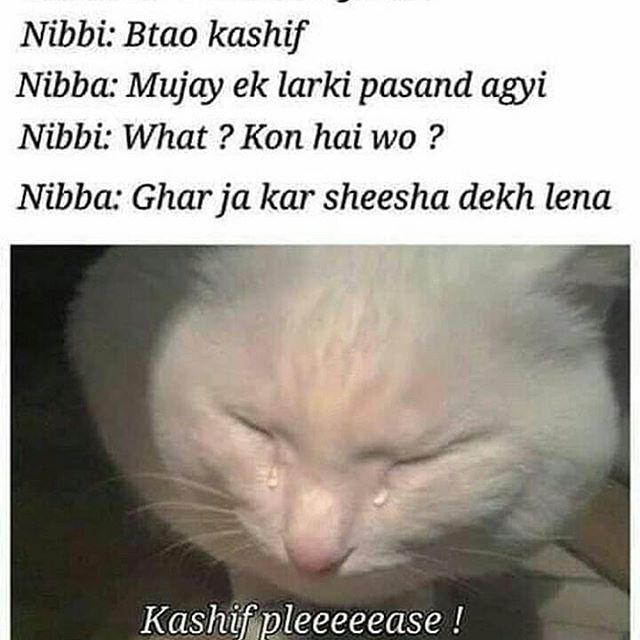 Nibbi: Btao kashif
Nibba: Mujay ek larki pasand agyi
Nibbi: What ? Kon hai wo ?
Nibba: Ghar ja kar sheesha dekh lena
Kashif pleeeeease !